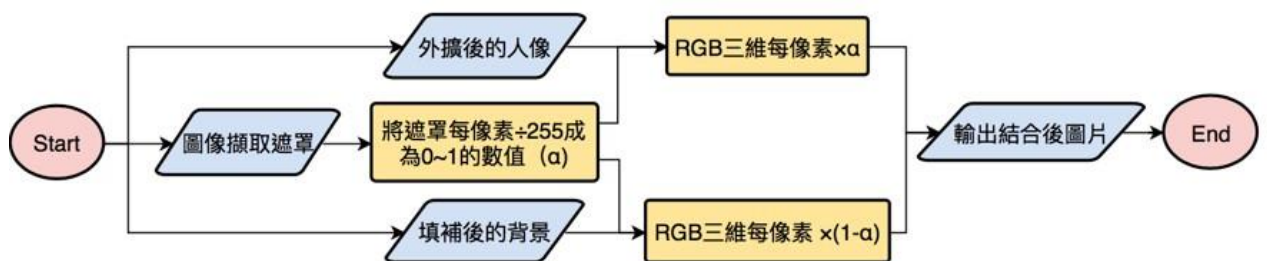 外擴後的人像
RGB三維每像素×α
Start
圖像擷取遮罩
將遮罩每像素÷255成
為0~1的數值（α）
輸出結合後圖片
End
填補後的背景
RGB三維每像素 ×(1-α)